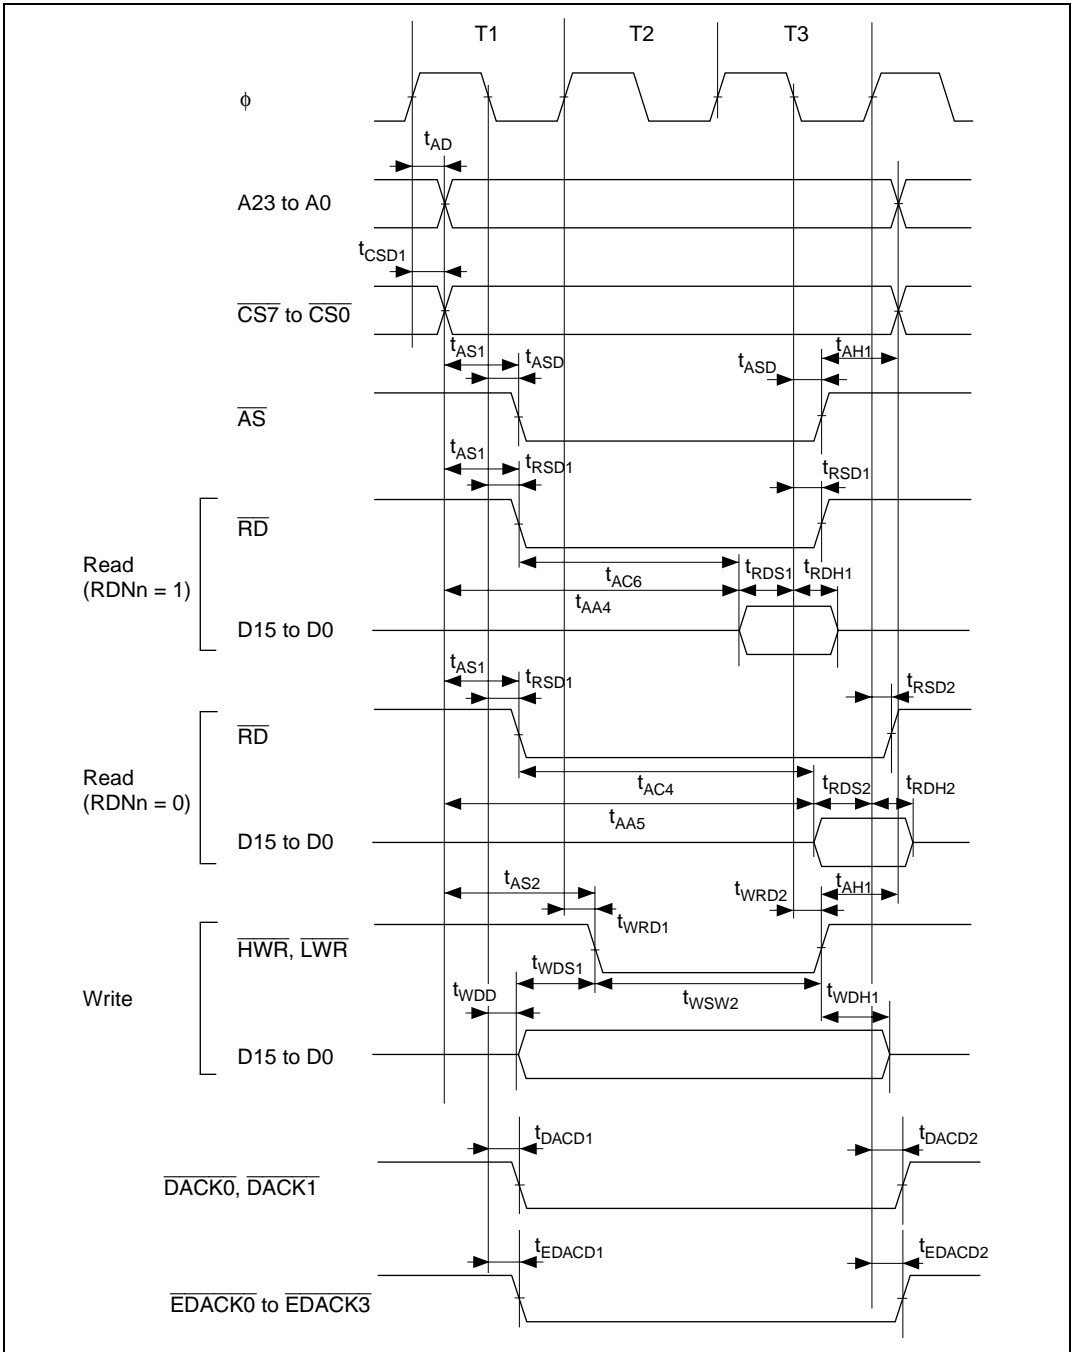 T1 T2 T3
ϕ
tAD
A23 to A0
tCSD1
CS7 to CS0
tAS1 tASD tASD tAH1
AS
tAS1 tRSD1 tRSD1
RD
Read
(RDNn = 1)
tAC6 tRDS1 tRDH1
tAA4
D15 to D0
tAS1 tRSD1 tRSD2
RD
Read
(RDNn = 0)
tAC4 tRDS2 tRDH2
tAA5
D15 to D0
tAS2 tWRD2 tAH1
tWRD1
HWR, LWR
tWDS1
Write
tWDD tWSW2 tWDH1
D15 to D0
tDACD1 tDACD2
DACK0, DACK1
tEDACD1 tEDACD2
EDACK0 to EDACK3